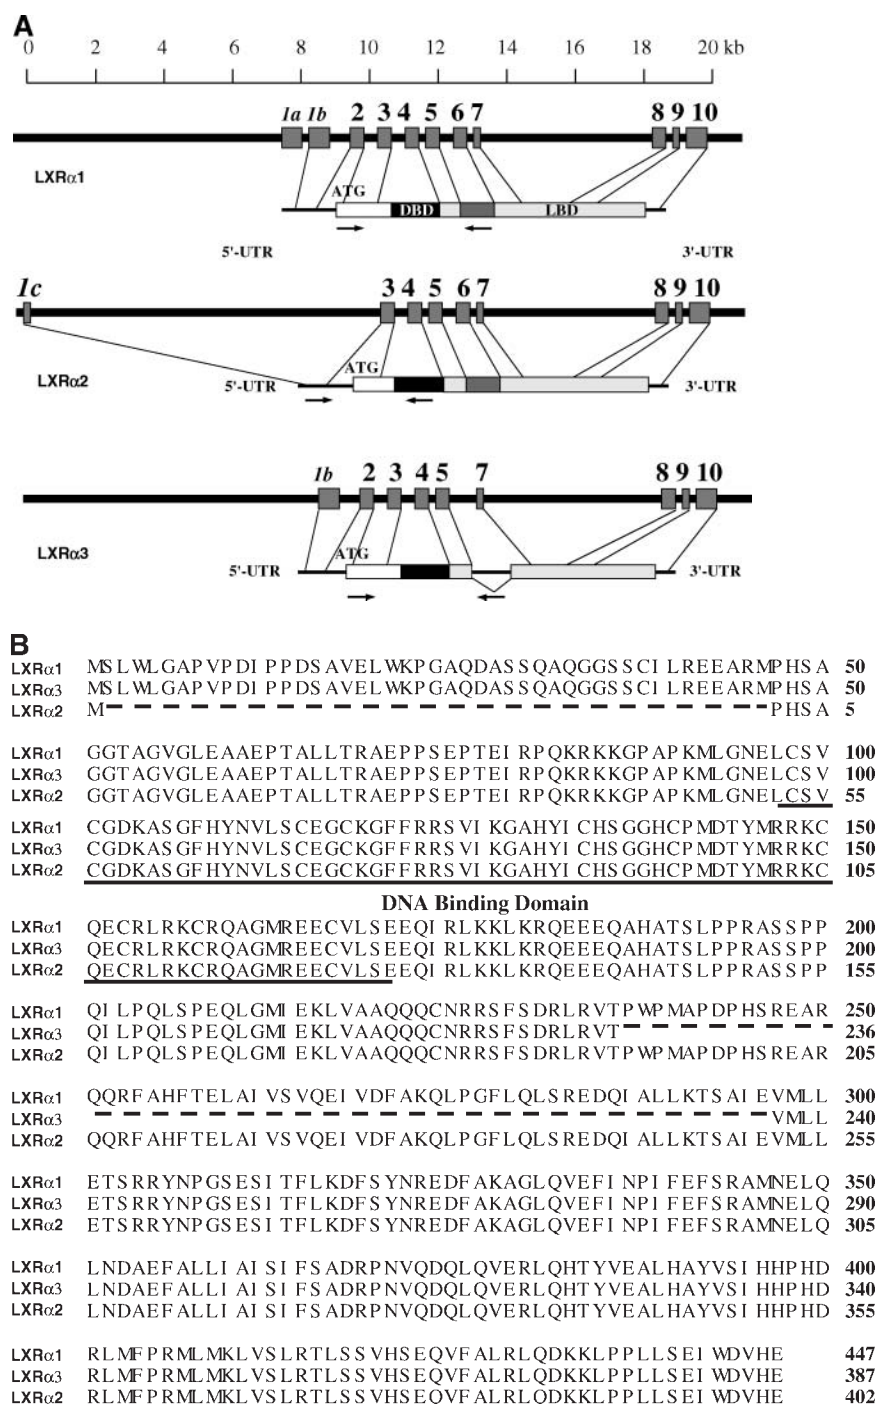 A
0 2 4 6 8 10 12 14 16 18 20 kb
1a 1b 2 3 4 5 6 7 8 9 10
LXRα1
ATG
DBD LBD
5'-UTR 3'-UTR
1c 3 4 5 6 7 8 9 10
ATG
LXRα2 5'-UTR 3'-UTR
1b 2 3 4 5 7 8 9 10
ATG
LXRα3 5'-UTR 3'-UTR
B
LXRα1 MSLWLGAPVPDIPPDSAVELWKPGAQDASSQAQGGSSCILREEARMPHSA 50
LXRα3 MSLWLGAPVPDIPPDSAVELWKPGAQDASSQAQGGSSCILREEARMPHSA 50
LXRα2 M PHSA 5
LXRα1 GGTAGVGLEAAEPTALLTRAEPPSEPTEIRPQKRKKGPAPKMLGNELCSV 100
LXRα3 GGTAGVGLEAAEPTALLTRAEPPSEPTEIRPQKRKKGPAPKMLGNELCSV 100
LXRα2 GGTAGVGLEAAEPTALLTRAEPPSEPTEIRPQKRKKGPAPKMLGNELCSV 55
LXRα1 CGDKASGFHYNVLSCEGCKGFFRRSVIKGAHYICHSGGHCPMDTYMRRKC 150
LXRα3 CGDKASGFHYNVLSCEGCKGFFRRSVIKGAHYICHSGGHCPMDTYMRRKC 150
LXRα2 CGDKASGFHYNVLSCEGCKGFFRRSVIKGAHYICHSGGHCPMDTYMRRKC 105
DNA Binding Domain
LXRα1 QECRLRKCRQAGMREECVLSEEQIRLKKLKRQEEEQAHATSLPPRASSPP 200
LXRα3 QECRLRKCRQAGMREECVLSEEQIRLKKLKRQEEEQAHATSLPPRASSPP 200
LXRα2 QECRLRKCRQAGMREECVLSEEQIRLKKLKRQEEEQAHATSLPPRASSPP 155
LXRα1 QILPQLSPEQLGMIEKLVAAQQQCNRRSFSDRLRVTPWPMAPDPHSREAR 250
LXRα3 QILPQLSPEQLGMIEKLVAAQQQCNRRSFSDRLRVT 236
LXRα2 QILPQLSPEQLGMIEKLVAAQQQCNRRSFSDRLRVTPWPMAPDPHSREAR 205
LXRα1 QQRFAHFTELAIVSVQEIVDFAKQLPGFLQLSREDQIALLKTSAIEVMLL 300
LXRα3 VMLL 240
LXRα2 QQRFAHFTELAIVSVQEIVDFAKQLPGFLQLSREDQIALLKTSAIEVMLL 255
LXRα1 ETSRRYNPGSESITFLKDFSYNREDFAKAGLQVEFINPIFEFSRAMNELQ 350
LXRα3 ETSRRYNPGSESITFLKDFSYNREDFAKAGLQVEFINPIFEFSRAMNELQ 290
LXRα2 ETSRRYNPGSESITFLKDFSYNREDFAKAGLQVEFINPIFEFSRAMNELQ 305
LXRα1 LNDAEFALLIAISIFSADRPNVQDQLQVERLQHTYVEALHAYVSIHHPHD 400
LXRα3 LNDAEFALLIAISIFSADRPNVQDQLQVERLQHTYVEALHAYVSIHHPHD 340
LXRα2 LNDAEFALLIAISIFSADRPNVQDQLQVERLQHTYVEALHAYVSIHHPHD 355
LXRα1 RLMFPRMLMKLVSLRTLSSVHSEQVFALRLQDKKLPPLLSEIWDVHE 447
LXRα3 RLMFPRMLMKLVSLRTLSSVHSEQVFALRLQDKKLPPLLSEIWDVHE 387
LXRα2 RLMFPRMLMKLVSLRTLSSVHSEQVFALRLQDKKLPPLLSEIWDVHE 402